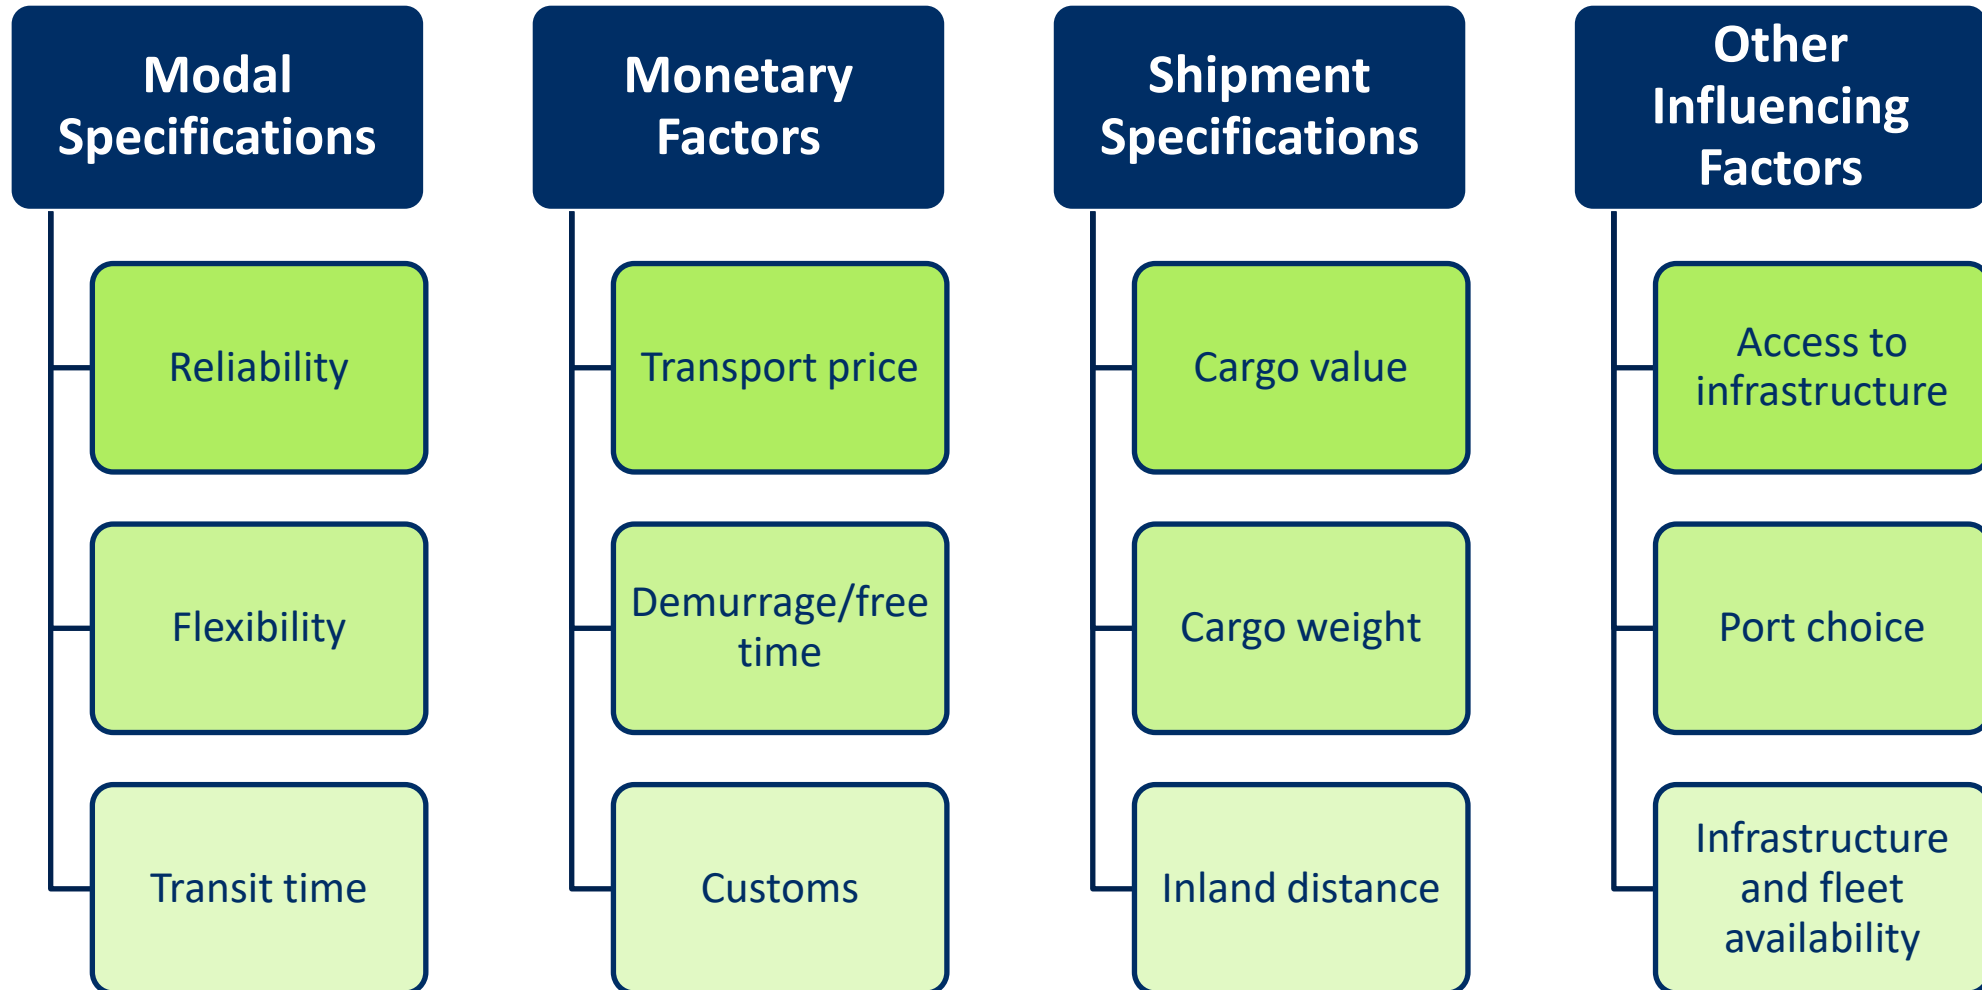 Modal
Specifications
Reliability
Flexibility
Transit time
Monetary
Factors
Transport price
Demurrage/free
time
Customs
Shipment
Specifications
Cargo value
Cargo weight
Inland distance
Other
Influencing
Factors
Access to
infrastructure
Port choice
Infrastructure
and fleet
availability